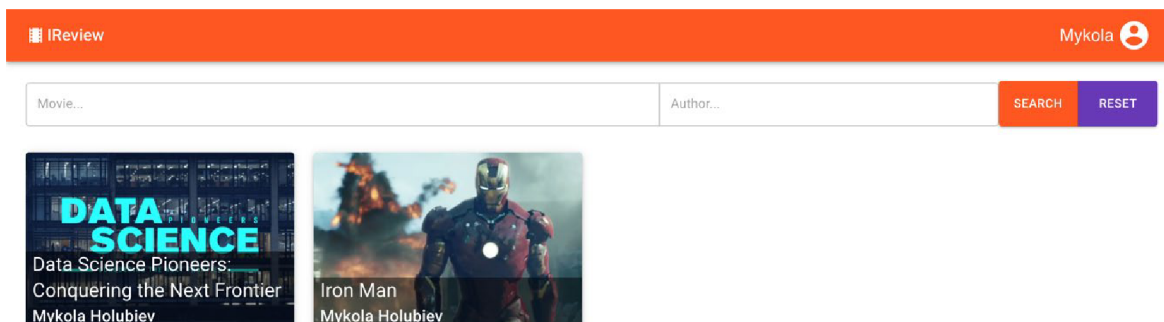 IReview
Mykola
Movie...
Author...
SEARCH
RESET
DATA
PIONEERS
SCIENCE
Data Science Pioneers:
Conquering the Next Frontier
Mykola Holubiev
Iron Man
Mykola Holubiev